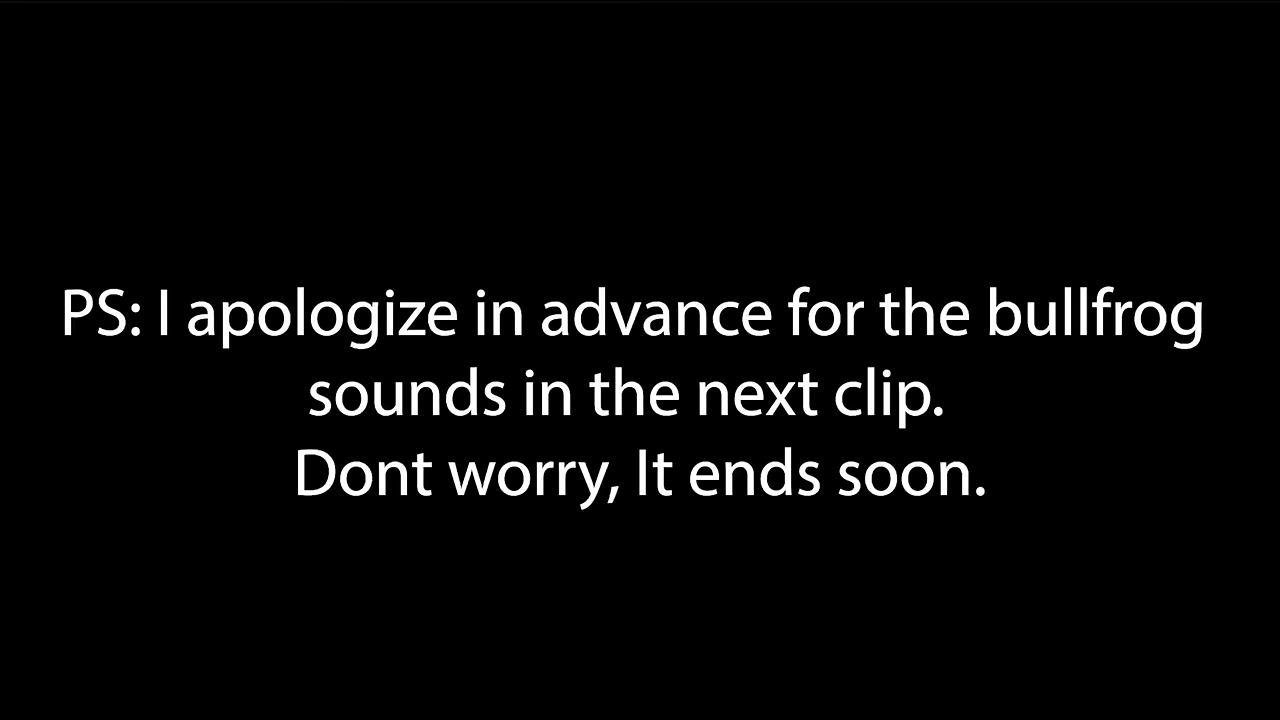 PS: I apologize in advance for the bullfrog
sounds in the next clip.
Dont worry, It ends soon.